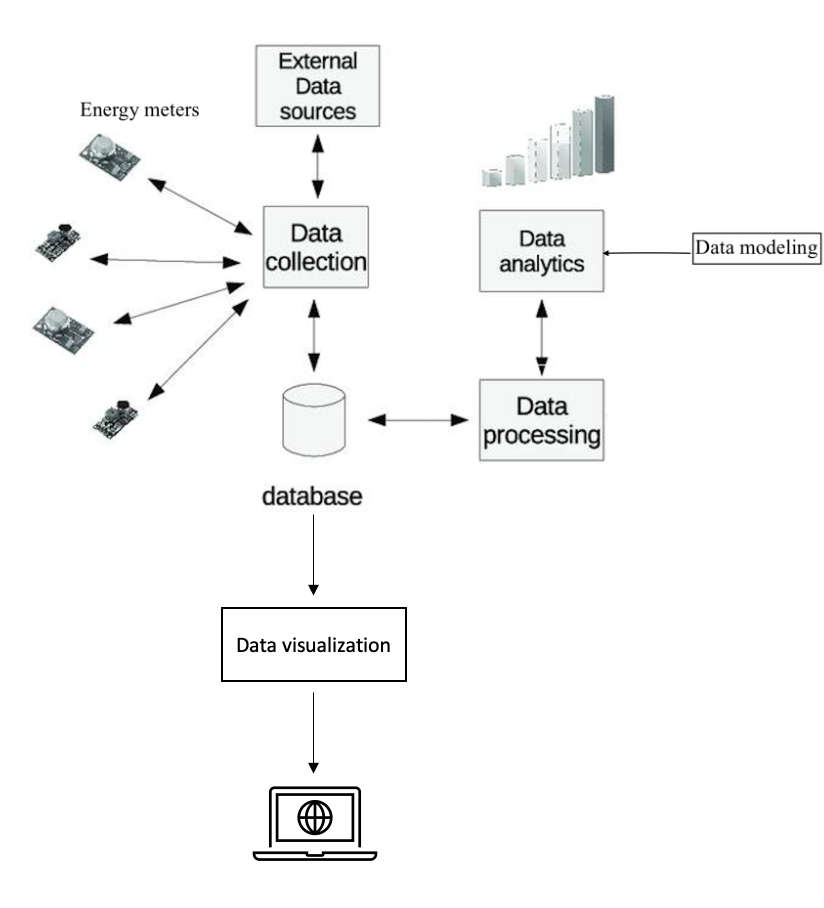 External
Data
sources
Energy meters
Data
collection
Data
analytics
Data modeling
Data
processing
database
Data visualization